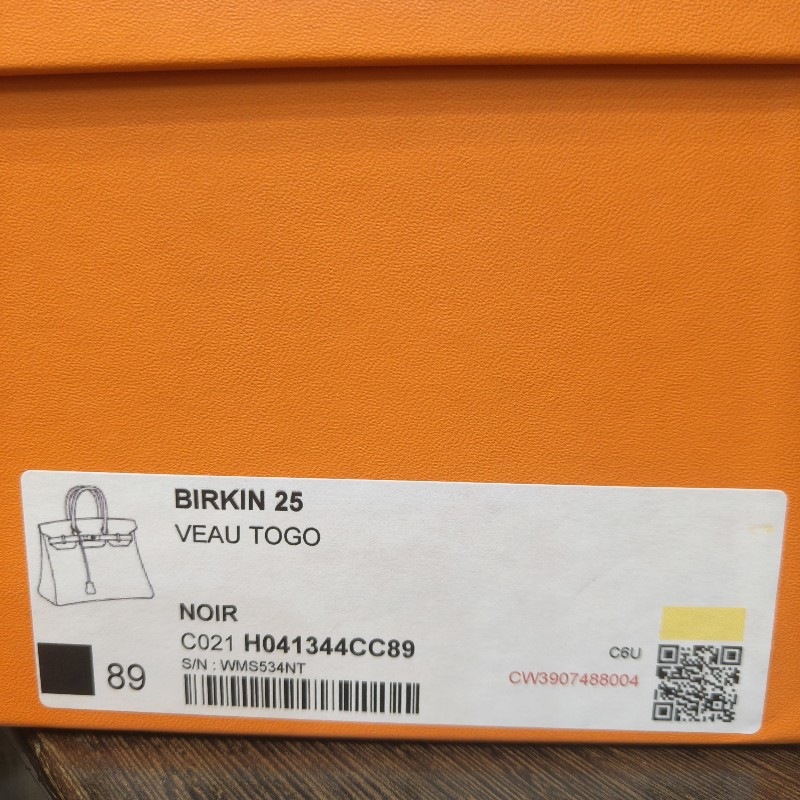 BIRKIN 25
VEAU TOGO
NOIR
C021 H041344CC89
S/N : WMS534NT
89
C6U
CW3907488004